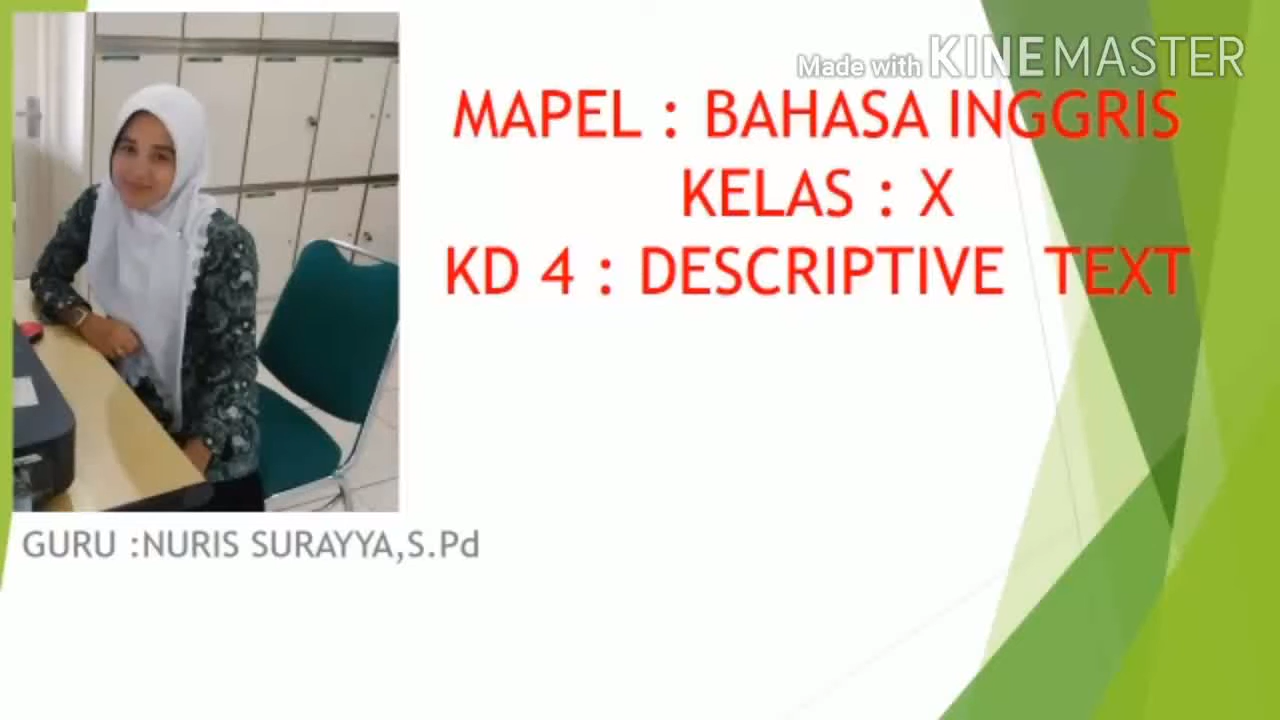 Made with KINEMASTER
MAPEL : BAHASA INGGRIS
KELAS : X
KD 4 : DESCRIPTIVE TEXT
GURU :NURIS SURAYYA,S.Pd